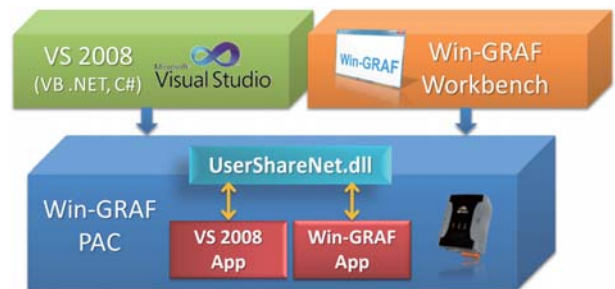 VS 2008
(VB .NET, C#)
Microsoft
Visual Studio
Win-GRAF
Win-GRAF
Workbench
UserShareNet.dll
Win-GRAF
PAC
VS 2008
App
Win-GRAF
App